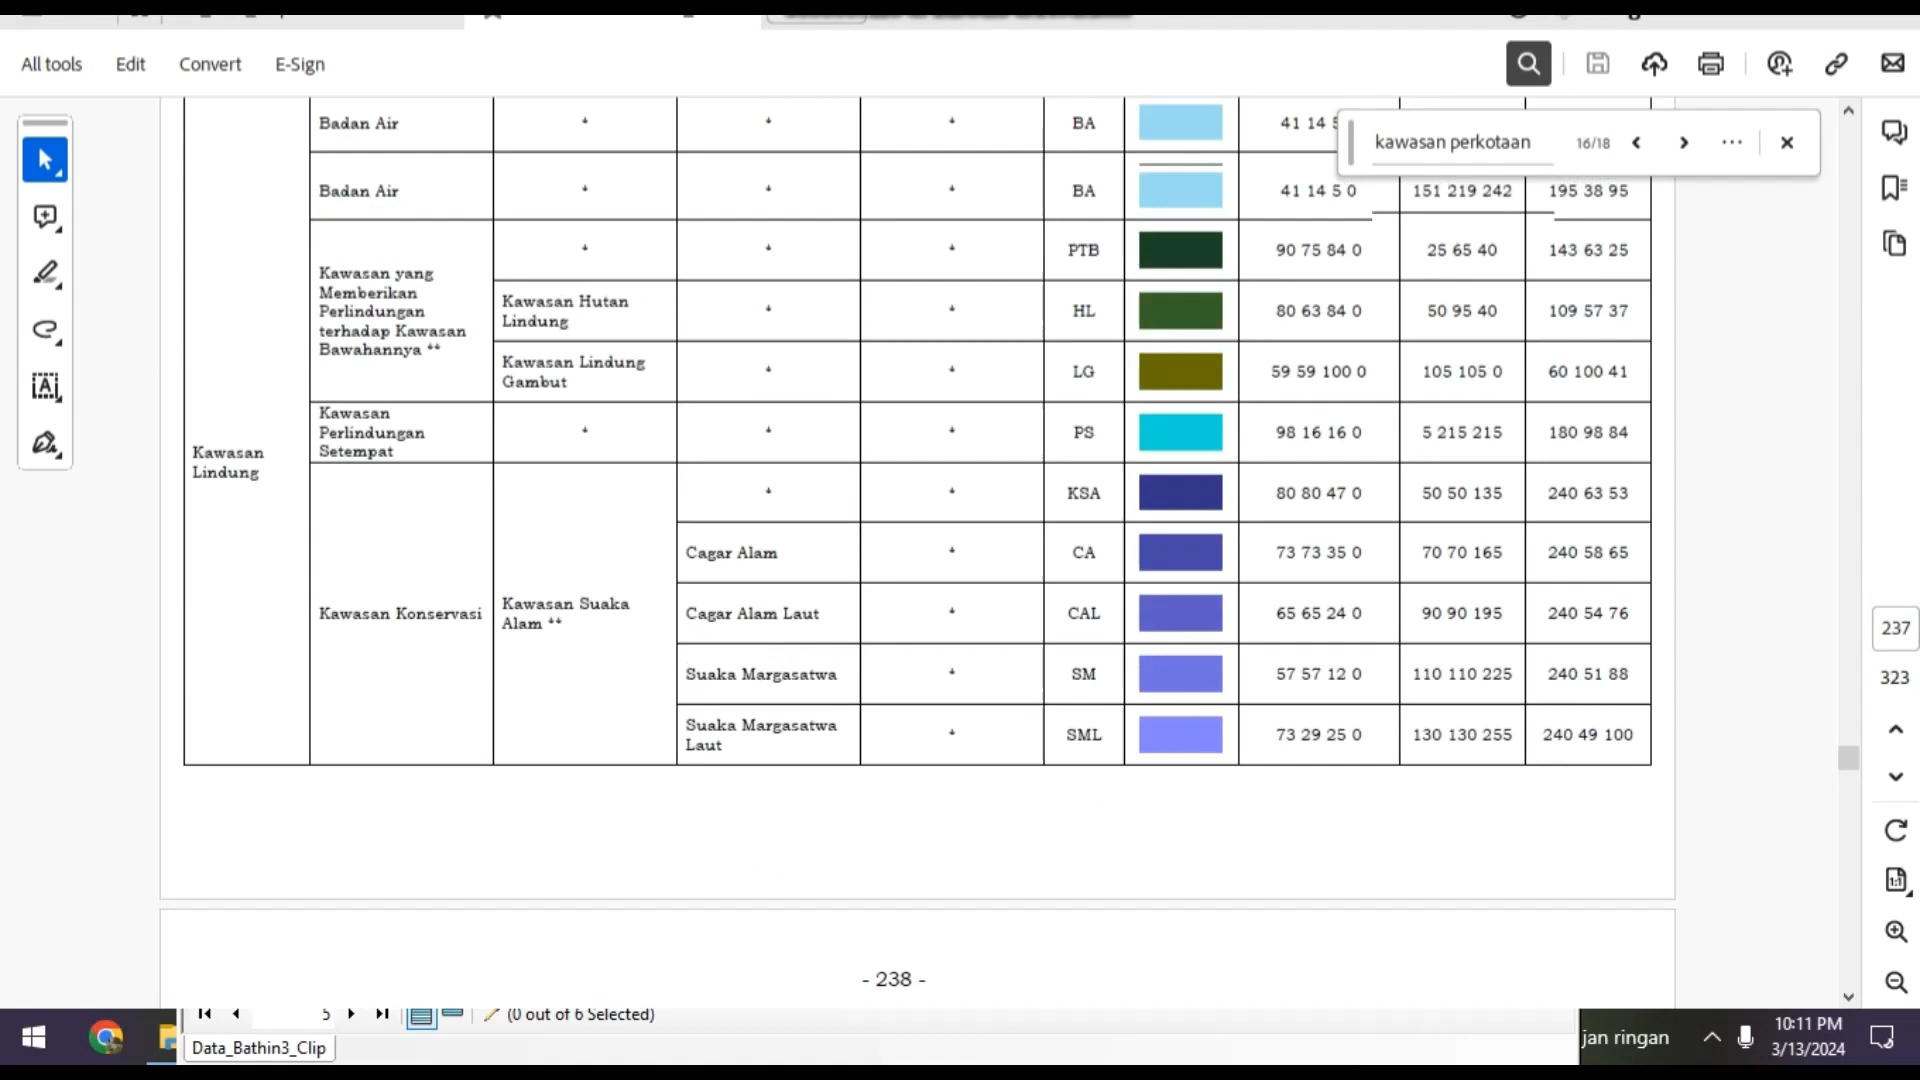 All tools Edit Convert E-Sign
kawasan perkotaan 16/18
Badan Air * * * BA 41 14 5
Badan Air * * * BA 41 14 5 0 151 219 242 195 38 95
Kawasan yang
Memberikan
Perlindungan
terhadap Kawasan
Bawahannya **
* * * PTB 90 75 84 0 25 65 40 143 63 25
Kawasan Hutan
Lindung
* * HL 80 63 84 0 50 95 40 109 57 37
Kawasan Lindung
Gambut
* * LG 59 59 100 0 105 105 0 60 100 41
Kawasan
Perlindungan
Setempat
* * * PS 98 16 16 0 5 215 215 180 98 84
Kawasan
Lindung
Kawasan Konservasi
Kawasan Suaka
Alam **
* * KSA 80 80 47 0 50 50 135 240 63 53
Cagar Alam * CA 73 73 35 0 70 70 165 240 58 65
Cagar Alam Laut * CAL 65 65 24 0 90 90 195 240 54 76
Suaka Margasatwa * SM 57 57 12 0 110 110 225 240 51 88
Suaka Margasatwa
Laut
* SML 73 29 25 0 130 130 255 240 49 100
237
323
1:1
- 238 -
5 (0 out of 6 Selected)
Data_Bathin3_Clip
jan ringan
10:11 PM
3/13/2024